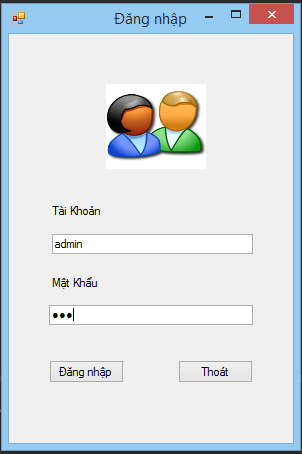 Đăng nhập
Tài Khoản
admin
Mật Khẩu
●●●
Đăng nhập Thoát